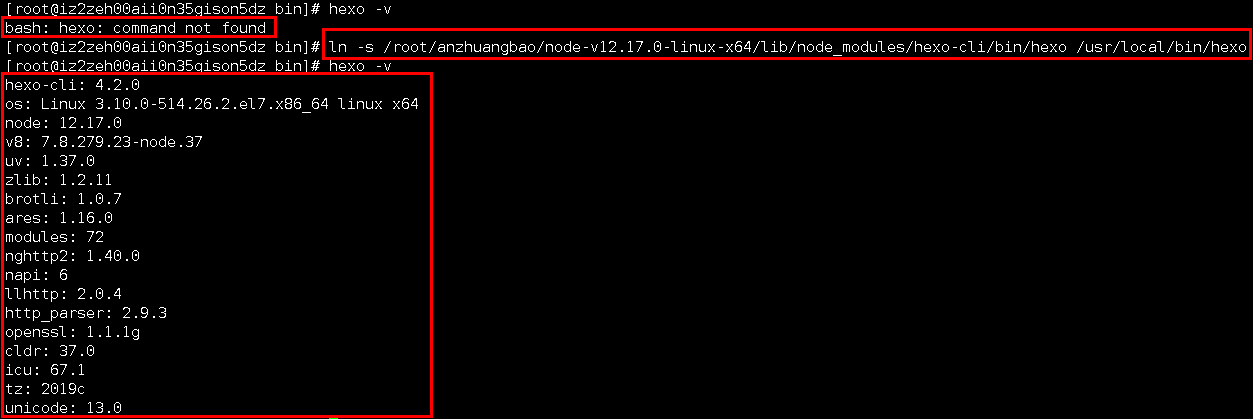 [root@iz2zeh00aii0n35gison5dz bin]# hexo -v
bash: hexo: command not found
[root@iz2zeh00aii0n35gison5dz bin]# ln -s /root/anzhuangbao/node-v12.17.0-linux-x64/lib/node_modules/hexo-cli/bin/hexo /usr/local/bin/hexo
[root@iz2zeh00aii0n35gison5dz bin]# hexo -v
hexo-cli: 4.2.0
os: Linux 3.10.0-514.26.2.el7.x86_64 linux x64
node: 12.17.0
v8: 7.8.279.23-node.37
uv: 1.37.0
zlib: 1.2.11
brotli: 1.0.7
ares: 1.16.0
modules: 72
nghttp2: 1.40.0
napi: 6
llhttp: 2.0.4
http_parser: 2.9.3
openssl: 1.1.1g
cldr: 37.0
icu: 67.1
tz: 2019c
unicode: 13.0